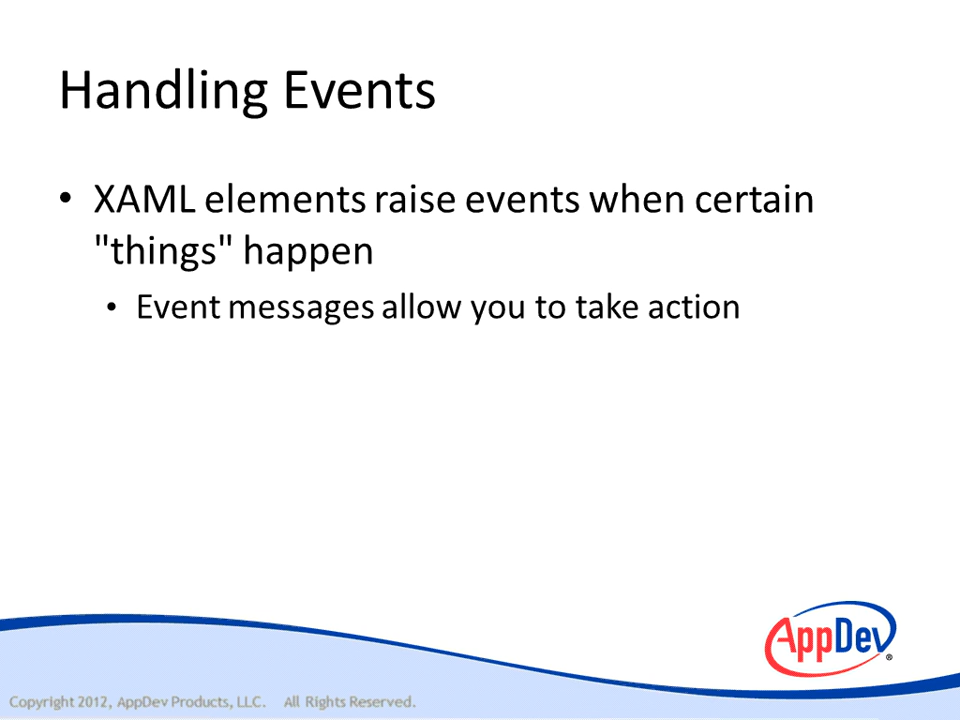 Handling Events
• XAML elements raise events when certain
"things" happen
• Event messages allow you to take action
AppDev®
Copyright 2012, AppDev Products, LLC. All Rights Reserved.